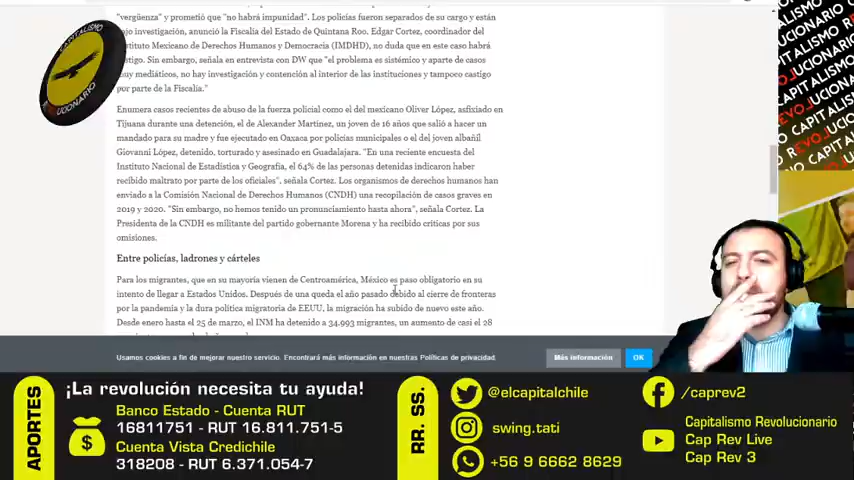 "vergüenza" y prometió que "no habrá impunidad". Los policías fueron separados de su cargo y están
bajo investigación, anunció la Fiscalía del Estado de Quintana Roo. Edgar Cortez, coordinador del
Instituto Mexicano de Derechos Humanos y Democracia (IMDHD), no duda que en este caso habrá
castigo. Sin embargo, señala en entrevista con DW que "el problema es sistémico y aparte de casos
muy mediáticos, no hay investigación y contención al interior de las instituciones y tampoco castigo
por parte de la Fiscalía."
Enumera casos recientes de abuso de la fuerza policial como el del mexicano Oliver López, asfixiado en
Tijuana durante una detención, el de Alexander Martínez, un joven de 16 años que salió a hacer un
mandado para su madre y fue ejecutado en Oaxaca por policías municipales o el del joven albañil
Giovanni López, detenido, torturado y asesinado en Guadalajara. "En una reciente encuesta del
Instituto Nacional de Estadística y Geografía, el 64% de las personas detenidas indicaron haber
recibido maltrato por parte de los oficiales", señala Cortez. Los organismos de derechos humanos han
enviado a la Comisión Nacional de Derechos Humanos (CNDH) una recopilación de casos graves en
2019 y 2020. "Sin embargo, no hemos tenido un pronunciamiento hasta ahora", señala Cortez. La
Presidenta de la CNDH es militante del partido gobernante Morena y ha recibido críticas por sus
omisiones.
Entre policías, ladrones y cárteles
Para los migrantes, que en su mayoría vienen de Centroamérica, México es paso obligatorio en su
intento de llegar a Estados Unidos. Después de una queda el año pasado debido al cierre de fronteras
por la pandemia y la dura política migratoria de EEUU, la migración ha subido de nuevo este año.
Desde enero hasta el 25 de marzo, el INM ha detenido a 34.993 migrantes, un aumento de casi el 28
Usamos cookies a fin de mejorar nuestro servicio. Encontrará más información en nuestras Políticas de privacidad.
Más información
OK
CAPITALISMO
REVOLUCIONARIO
CAPITALISMO
REVOLUCIONARIO
APORTES
¡La revolución necesita tu ayuda!
Banco Estado - Cuenta RUT
16811751 - RUT 16.811.751-5
Cuenta Vista Credichile
318208 - RUT 6.371.054-7
RR. SS.
@elcapitalchile
swing.tati
+56 9 6662 8629
/caprev2
Capitalismo Revolucionario
Cap Rev Live
Cap Rev 3